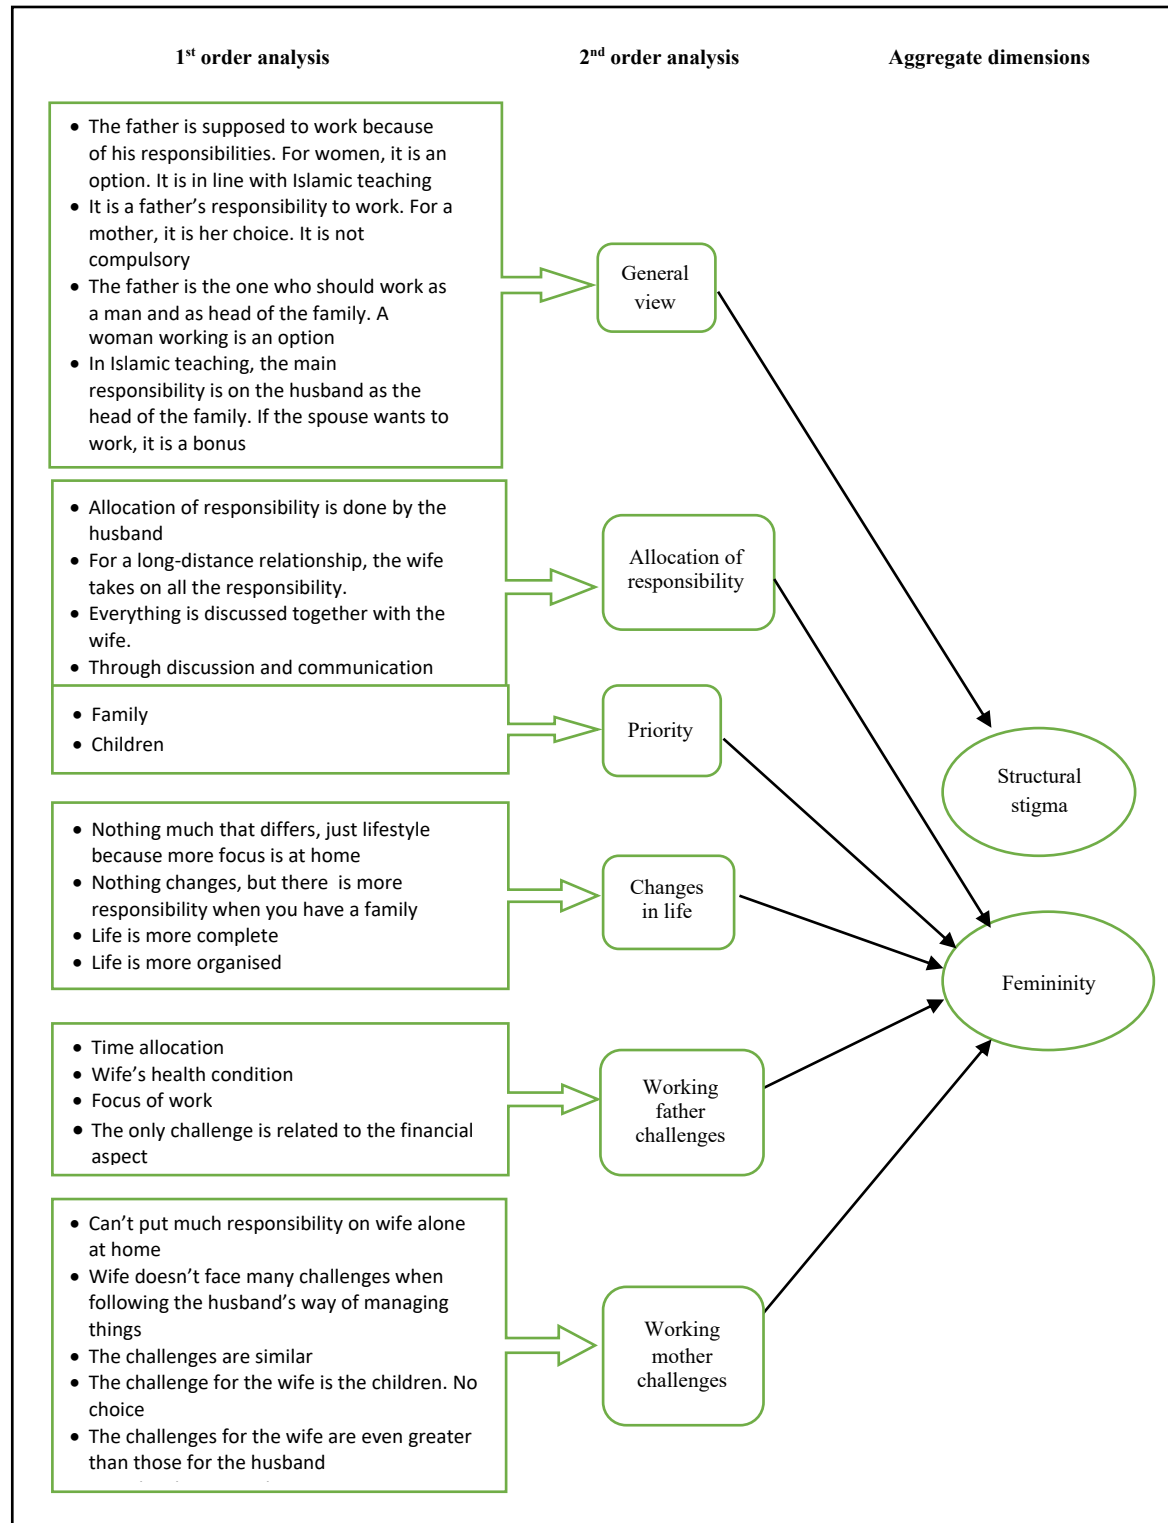 1st order analysis
2nd order analysis
Aggregate dimensions
• The father is supposed to work because
of his responsibilities. For women, it is an
option. It is in line with Islamic teaching
• It is a father’s responsibility to work. For a
mother, it is her choice. It is not
compulsory
• The father is the one who should work as
a man and as head of the family. A
woman working is an option
• In Islamic teaching, the main
responsibility is on the husband as the
head of the family. If the spouse wants to
work, it is a bonus
General
view
• Allocation of responsibility is done by the
husband
• For a long-distance relationship, the wife
takes on all the responsibility.
• Everything is discussed together with the
wife.
• Through discussion and communication
Allocation of
responsibility
• Family
• Children
Priority
Structural
stigma
• Nothing much that differs, just lifestyle
because more focus is at home
• Nothing changes, but there is more
responsibility when you have a family
• Life is more complete
• Life is more organised
Changes
in life
Femininity
• Time allocation
• Wife’s health condition
• Focus of work
• The only challenge is related to the financial
aspect
Working
father
challenges
• Can’t put much responsibility on wife alone
at home
• Wife doesn’t face many challenges when
following the husband’s way of managing
things
• The challenges are similar
• The challenge for the wife is the children. No
choice
• The challenges for the wife are even greater
than those for the husband
Working
mother
challenges